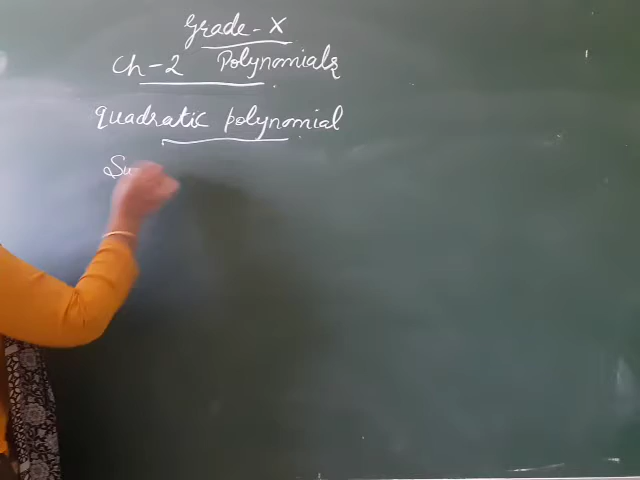 Grade - X
Ch - 2 Polynomials
quadratic polynomial
Su